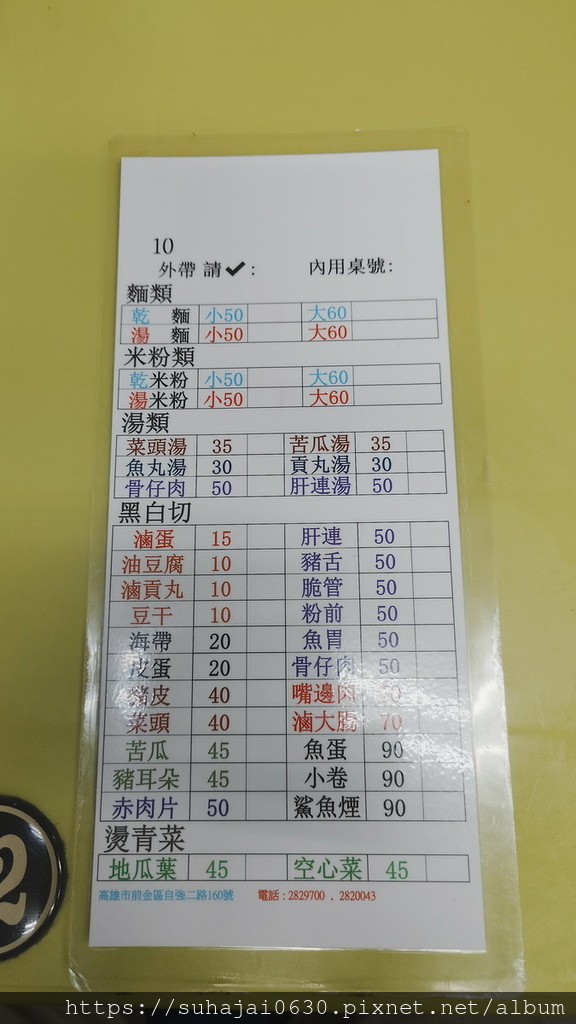 10
外帶 請✔: 內用桌號:
麵類
乾 麵 小50 大60
湯 麵 小50 大60
米粉類
乾米粉 小50 大60
湯米粉 小50 大60
湯類
菜頭湯 35 苦瓜湯 35
魚丸湯 30 貢丸湯 30
骨仔肉 50 肝連湯 50
黑白切
滷蛋 15 肝連 50
油豆腐 10 豬舌 50
滷貢丸 10 脆管 50
豆干 10 粉前 50
海帶 20 魚胃 50
皮蛋 20 骨仔肉 50
豬皮 40 嘴邊肉
菜頭 40 滷大腸 70
苦瓜 45 魚蛋 90
豬耳朵 45 小卷 90
赤肉片 50 鯊魚煙 90
燙青菜
地瓜葉 45 空心菜 45
高雄市前金區自強二路160號 電話:2829700 . 2820043
2
https://suhajai0630.pixnet.net/album